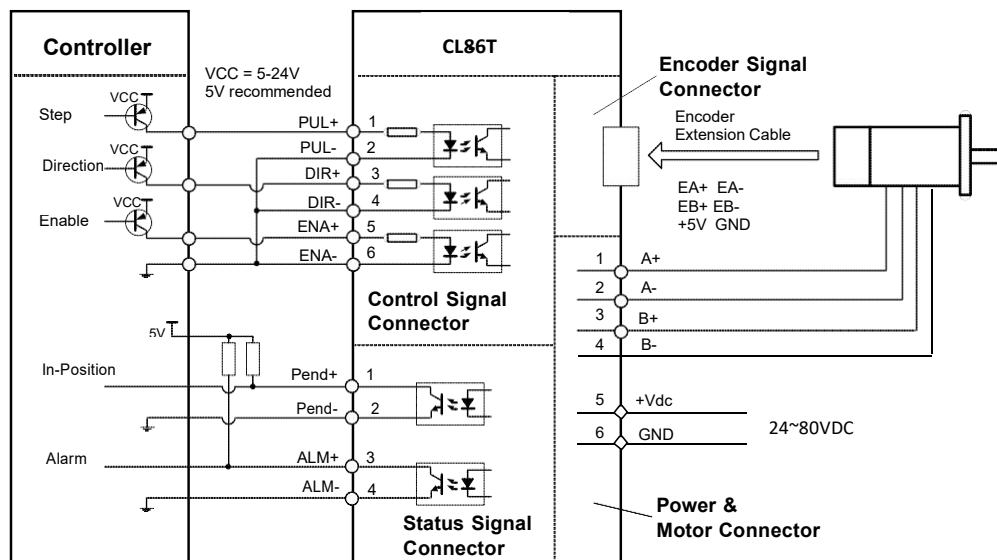 Controller
CL86T
VCC = 5-24V
5V recommended
Encoder Signal
Connector
Encoder
Extension Cable
EA+ EA-
EB+ EB-
+5V GND
VCC
Step
PUL+ 1
PUL- 2
VCC
Direction
DIR+ 3
DIR- 4
VCC
Enable
ENA+ 5
ENA- 6
Control Signal
Connector
1 A+
2 A-
3 B+
4 B-
5V
In-Position
Pend+ 1
Pend- 2
Alarm
ALM+ 3
ALM- 4
Status Signal
Connector
5 +Vdc
6 GND
24~80VDC
Power &
Motor Connector